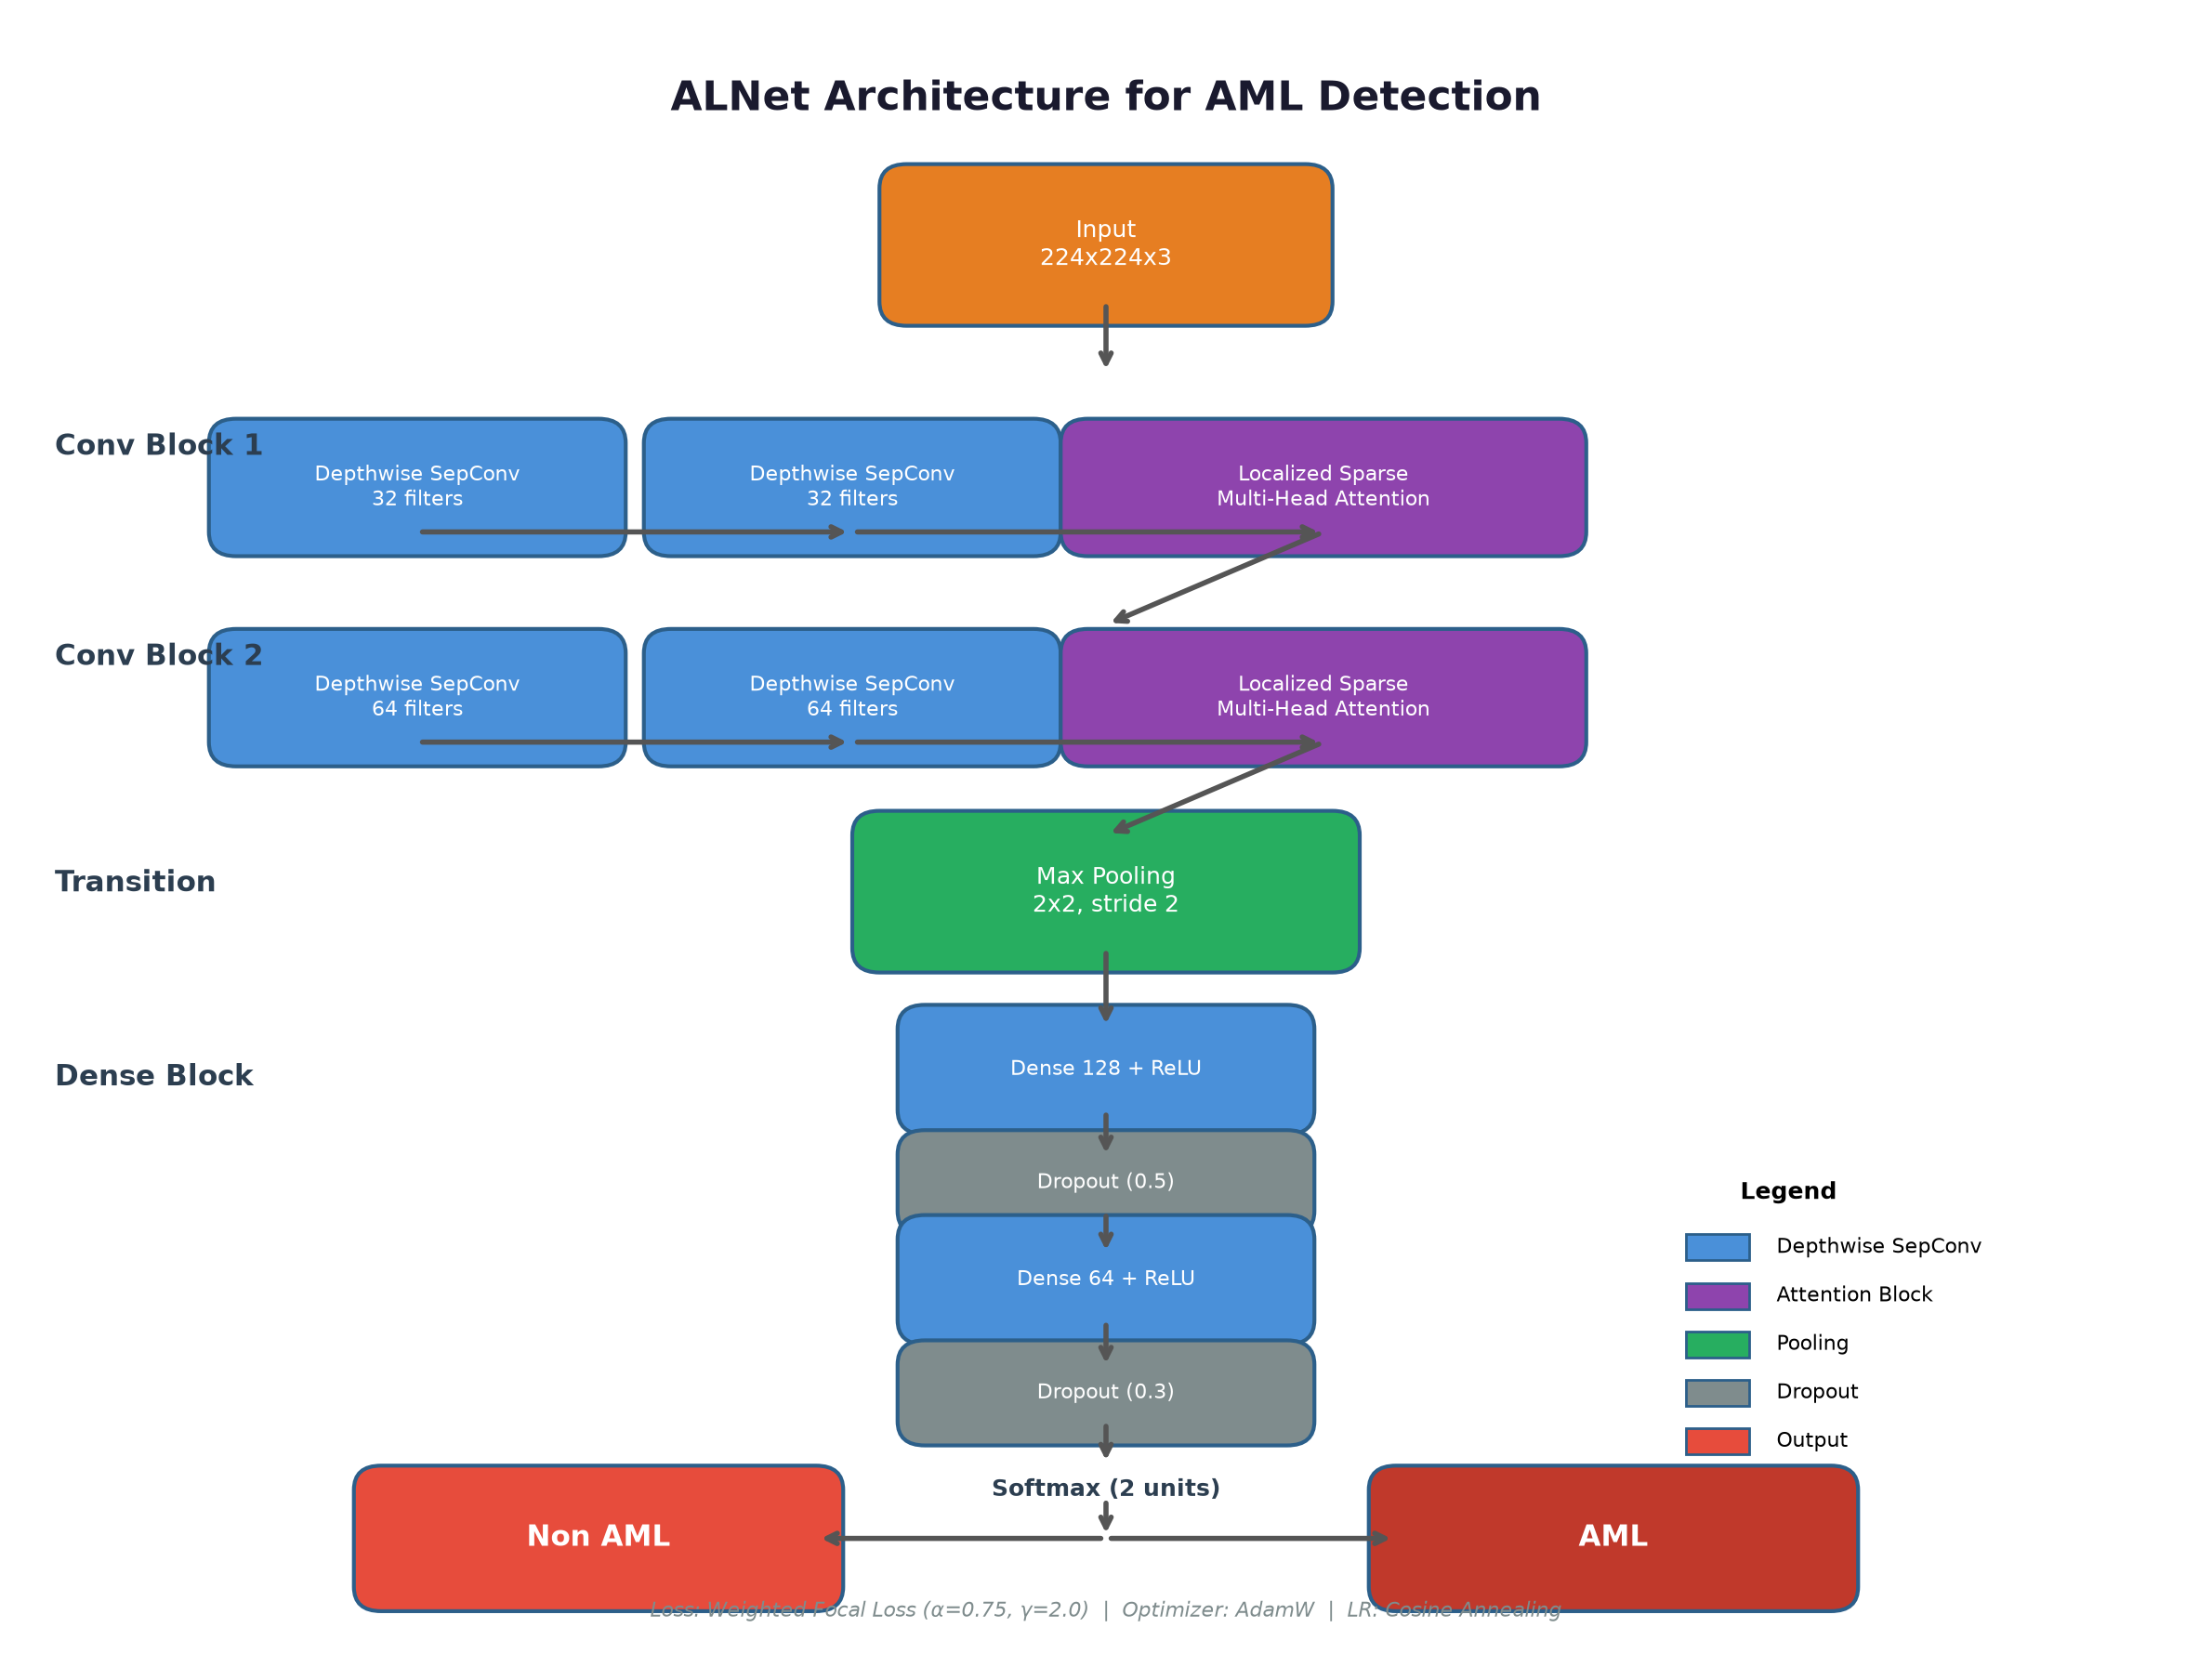 ALNet Architecture for AML Detection
Input
224x224x3
Conv Block 1
Depthwise SepConv
32 filters
Depthwise SepConv
32 filters
Localized Sparse
Multi-Head Attention
Conv Block 2
Depthwise SepConv
64 filters
Depthwise SepConv
64 filters
Localized Sparse
Multi-Head Attention
Transition
Max Pooling
2x2, stride 2
Dense Block
Dense 128 + ReLU
Dropout (0.5)
Dense 64 + ReLU
Dropout (0.3)
Legend
Depthwise SepConv
Attention Block
Pooling
Dropout
Output
Softmax (2 units)
Non AML
AML
Loss: Weighted Focal Loss (α=0.75, γ=2.0) | Optimizer: AdamW | LR: Cosine Annealing